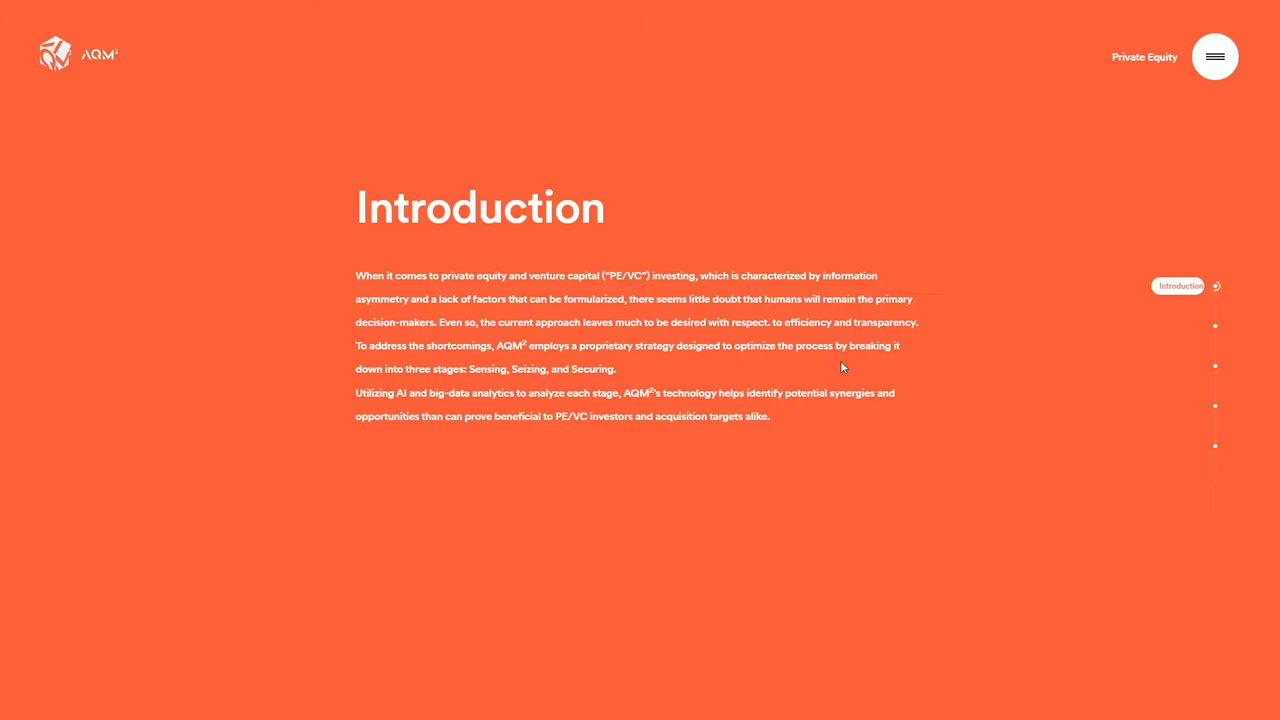 AQM²
Private Equity
Introduction
When it comes to private equity and venture capital ("PE/VC") investing, which is characterized by information
asymmetry and a lack of factors that can be formularized, there seems little doubt that humans will remain the primary
decision-makers. Even so, the current approach leaves much to be desired with respect. to efficiency and transparency.
To address the shortcomings, AQM² employs a proprietary strategy designed to optimize the process by breaking it
down into three stages: Sensing, Seizing, and Securing.
Utilizing AI and big-data analytics to analyze each stage, AQM²'s technology helps identify potential synergies and
opportunities than can prove beneficial to PE/VC investors and acquisition targets alike.
Introduction